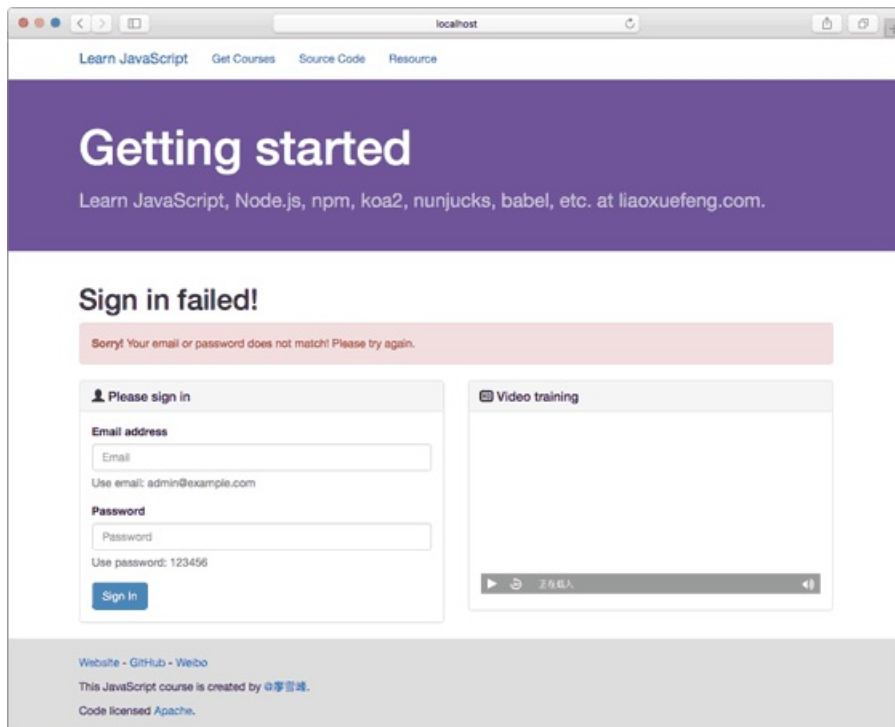 localhost
Learn JavaScript Get Courses Source Code Resource
Getting started
Learn JavaScript, Node.js, npm, koa2, nunjucks, babel, etc. at liaoxuefeng.com.
Sign in failed!
Sorry! Your email or password does not match! Please try again.
Please sign in
Email address
Email
Use email: admin@example.com
Password
Password
Use password: 123456
Sign In
Video training
正在载入
Website - GitHub - Weibo
This JavaScript course is created by @廖雪峰.
Code licensed Apache.